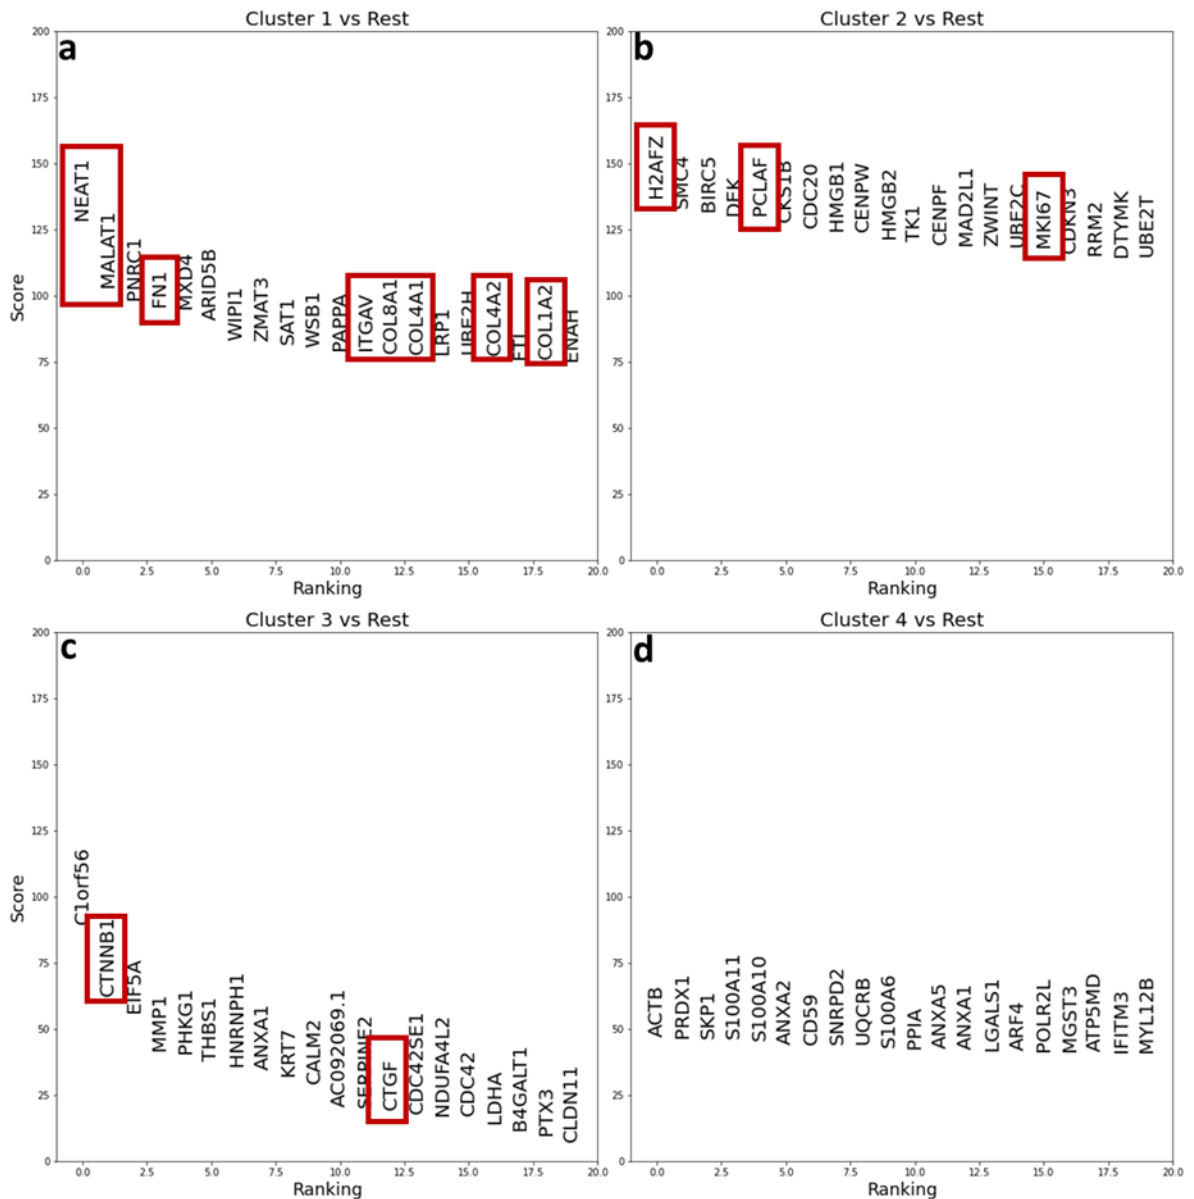 Cluster 1 vs Rest
a
Score
200
175
150
125
100
75
50
25
0
NEAT1
MALAT1
PNRC1
FN1
MXD4
ARID5B
WIPI1
ZMAT3
SAT1
WSB1
PAPPA
ITGAV
COL8A1
COL4A1
LRP1
UBE2H
COL4A2
COL1A2
ENAH
0.0 2.5 5.0 7.5 10.0 12.5 15.0 17.5 20.0
Ranking
Cluster 2 vs Rest
b
200
175
150
125
100
75
50
25
0
H2AFZ
SMC4
BIRC5
PCLAF
CKS1B
CDC20
HMGB1
CENPW
HMGB2
TK1
CENPF
MAD2L1
ZWINT
UBE2C
MKI67
CDKN3
RRM2
DTYMK
UBE2T
0.0 2.5 5.0 7.5 10.0 12.5 15.0 17.5 20.0
Ranking
Cluster 3 vs Rest
c
Score
200
175
150
125
100
75
50
25
0
C1orf56
CTNNB1
EIF5A
MMP1
PHKG1
THBS1
HNRNPH1
ANXA1
KRT7
CALM2
AC092069.1
SERPINE2
CTGF
CDC42SE1
NDUFA4L2
CDC42
LDHA
B4GALT1
PTX3
CLDN11
0.0 2.5 5.0 7.5 10.0 12.5 15.0 17.5 20.0
Ranking
Cluster 4 vs Rest
d
200
175
150
125
100
75
50
25
0
ACTB
PRDX1
SKP1
S100A11
S100A10
ANXA2
CD59
SNRPD2
UQCRB
S100A6
PPIA
ANXA5
ANXA1
LGALS1
ARF4
POLR2L
MGST3
ATP5MD
IFITM3
MYL12B
0.0 2.5 5.0 7.5 10.0 12.5 15.0 17.5 20.0
Ranking